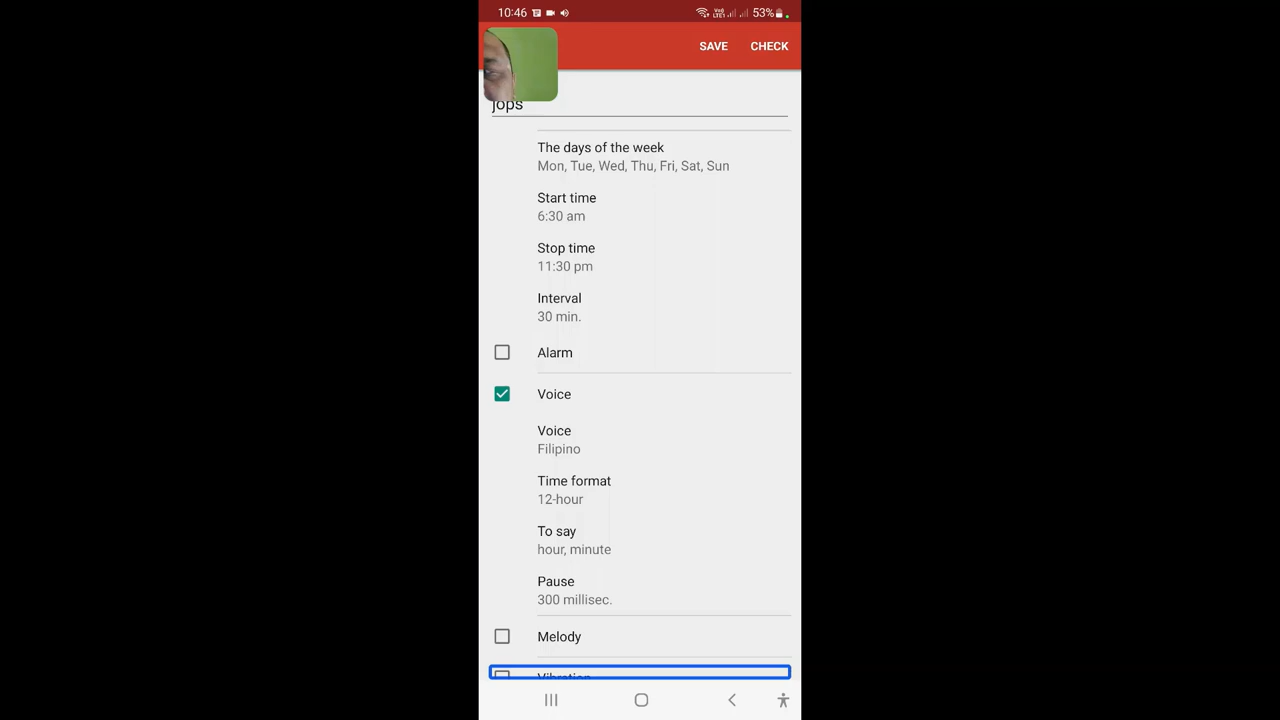 10:46 53%
SAVE CHECK
jops
The days of the week
Mon, Tue, Wed, Thu, Fri, Sat, Sun
Start time
6:30 am
Stop time
11:30 pm
Interval
30 min.
Alarm
Voice
Voice
Filipino
Time format
12-hour
To say
hour, minute
Pause
300 millisec.
Melody
Vibration